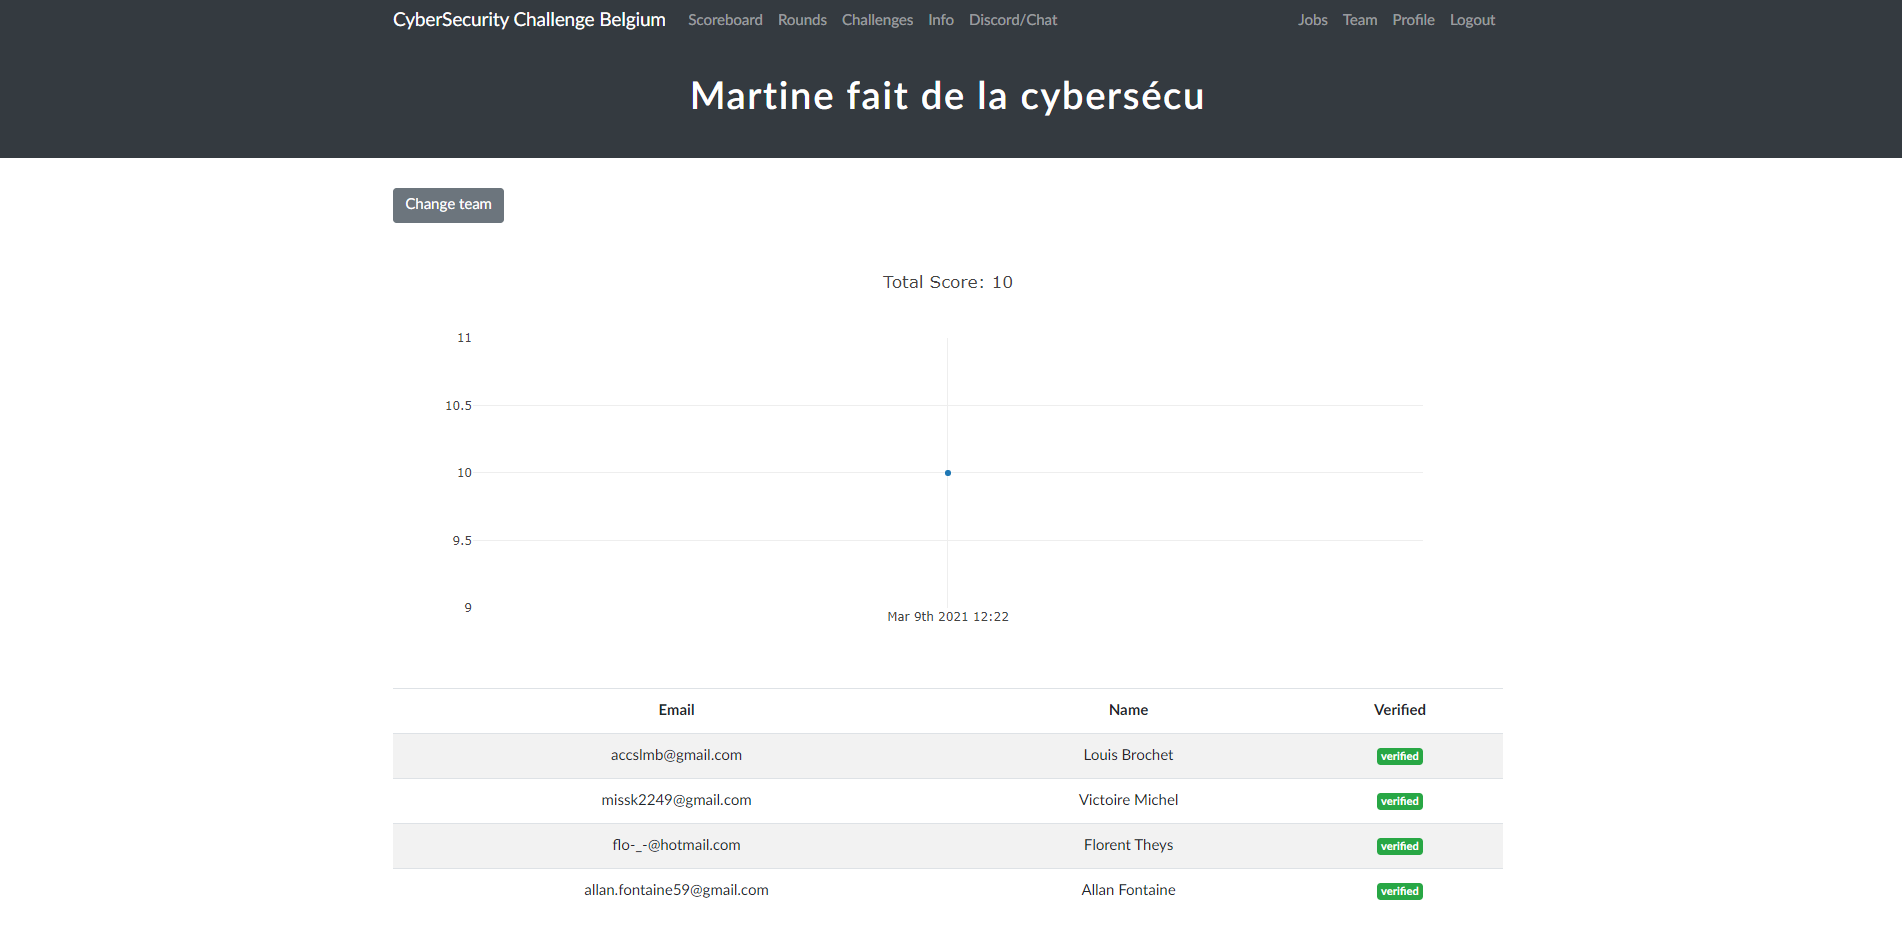 CyberSecurity Challenge Belgium Scoreboard Rounds Challenges Info Discord/Chat Jobs Team Profile Logout
Martine fait de la cybersécu
Change team
Total Score: 10
11
10.5
10
9.5
9
Mar 9th 2021 12:22
Email Name Verified
accslmb@gmail.com Louis Brochet verified
missk2249@gmail.com Victoire Michel verified
flo-_-@hotmail.com Florent Theys verified
allan.fontaine59@gmail.com Allan Fontaine verified